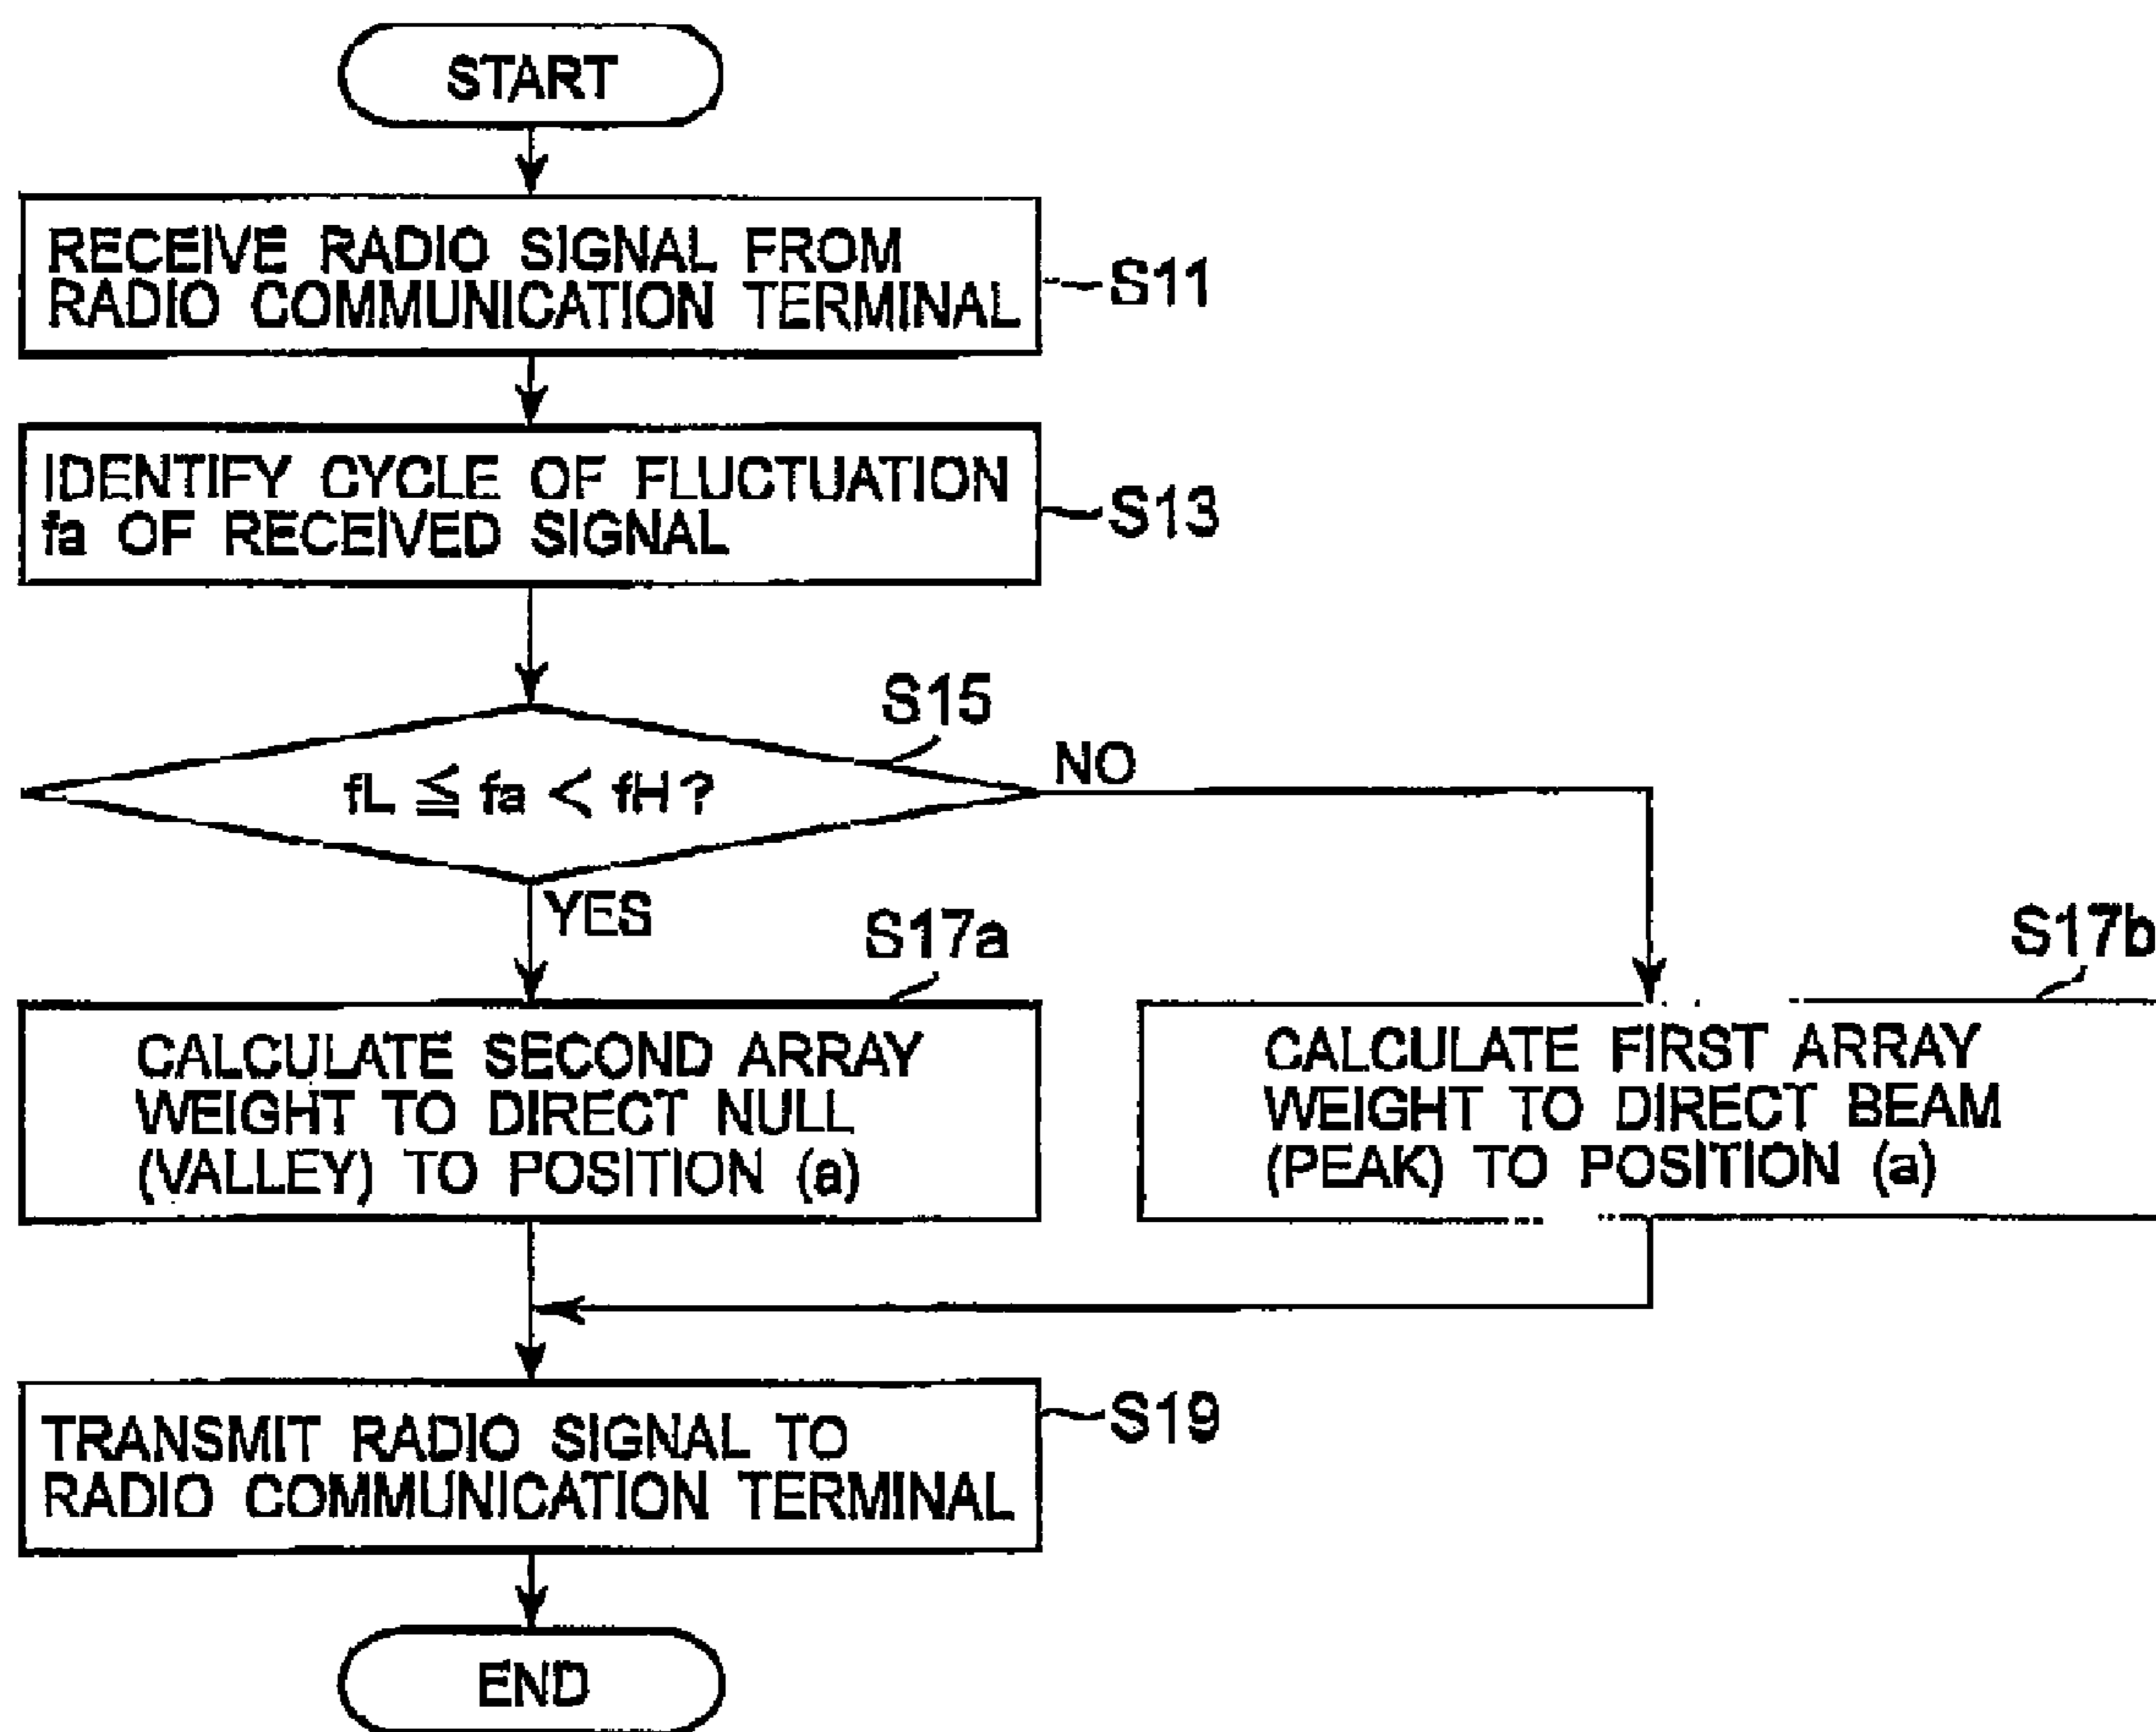 START
RECEIVE RADIO SIGNAL FROM
RADIO COMMUNICATION TERMINAL
S11
IDENTIFY CYCLE OF FLUCTUATION
fa OF RECEIVED SIGNAL
S13
S15
fL ≦ fa < fH ?
NO
YES
S17a
CALCULATE SECOND ARRAY
WEIGHT TO DIRECT NULL
(VALLEY) TO POSITION (a)
S17b
CALCULATE FIRST ARRAY
WEIGHT TO DIRECT BEAM
(PEAK) TO POSITION (a)
TRANSMIT RADIO SIGNAL TO
RADIO COMMUNICATION TERMINAL
S19
END